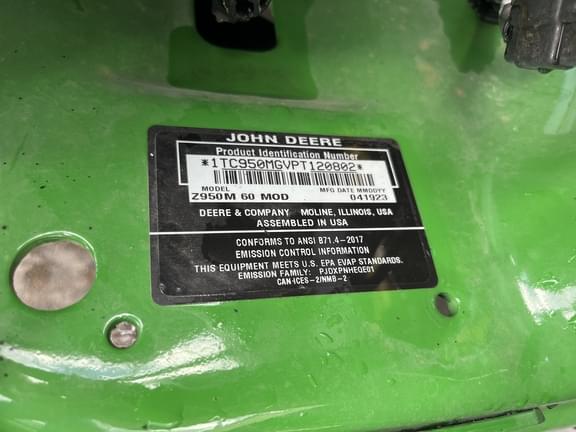 JOHN DEERE
Product Identification Number
*1TC950MGVPT120802*
MODEL MFG DATE MMDDYY
Z950M 60 MOD 041923
DEERE & COMPANY MOLINE, ILLINOIS, USA
ASSEMBLED IN USA
CONFORMS TO ANSI B71.4-2017
EMISSION CONTROL INFORMATION
THIS EQUIPMENT MEETS U.S. EPA EVAP STANDARDS.
EMISSION FAMILY: PJDXPNHEQE01
CAN-ICES-2/NMB-2